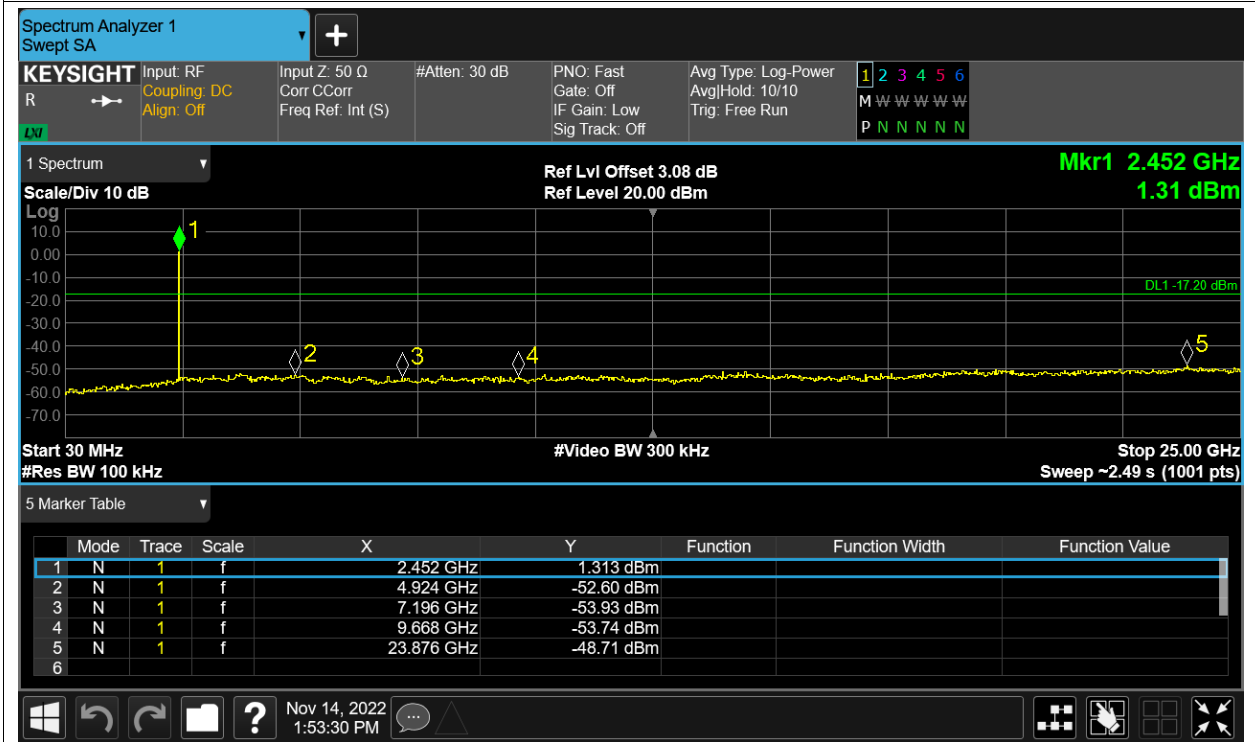 Spectrum Analyzer 1
Swept SA
KEYSIGHT
R
LXI
Input: RF
Coupling: DC
Align: Off
Input Z: 50 Ω
Corr CCorr
Freq Ref: Int (S)
#Atten: 30 dB
PNO: Fast
Gate: Off
IF Gain: Low
Sig Track: Off
Avg Type: Log-Power
Avg|Hold: 10/10
Trig: Free Run
1 2 3 4 5 6
M W W W W W
P N N N N N
1 Spectrum
Scale/Div 10 dB
Ref Lvl Offset 3.08 dB
Ref Level 20.00 dBm
Mkr1 2.452 GHz
1.31 dBm
Log
10.0
0.00
-10.0
-20.0
-30.0
-40.0
-50.0
-60.0
-70.0
1
2
3
4
5
DL1 -17.20 dBm
Start 30 MHz
#Res BW 100 kHz
#Video BW 300 kHz
Stop 25.00 GHz
Sweep ~2.49 s (1001 pts)
5 Marker Table
Mode Trace Scale X Y Function Function Width Function Value
1 N 1 f 2.452 GHz 1.313 dBm
2 N 1 f 4.924 GHz -52.60 dBm
3 N 1 f 7.196 GHz -53.93 dBm
4 N 1 f 9.668 GHz -53.74 dBm
5 N 1 f 23.876 GHz -48.71 dBm
6
?
Nov 14, 2022
1:53:30 PM